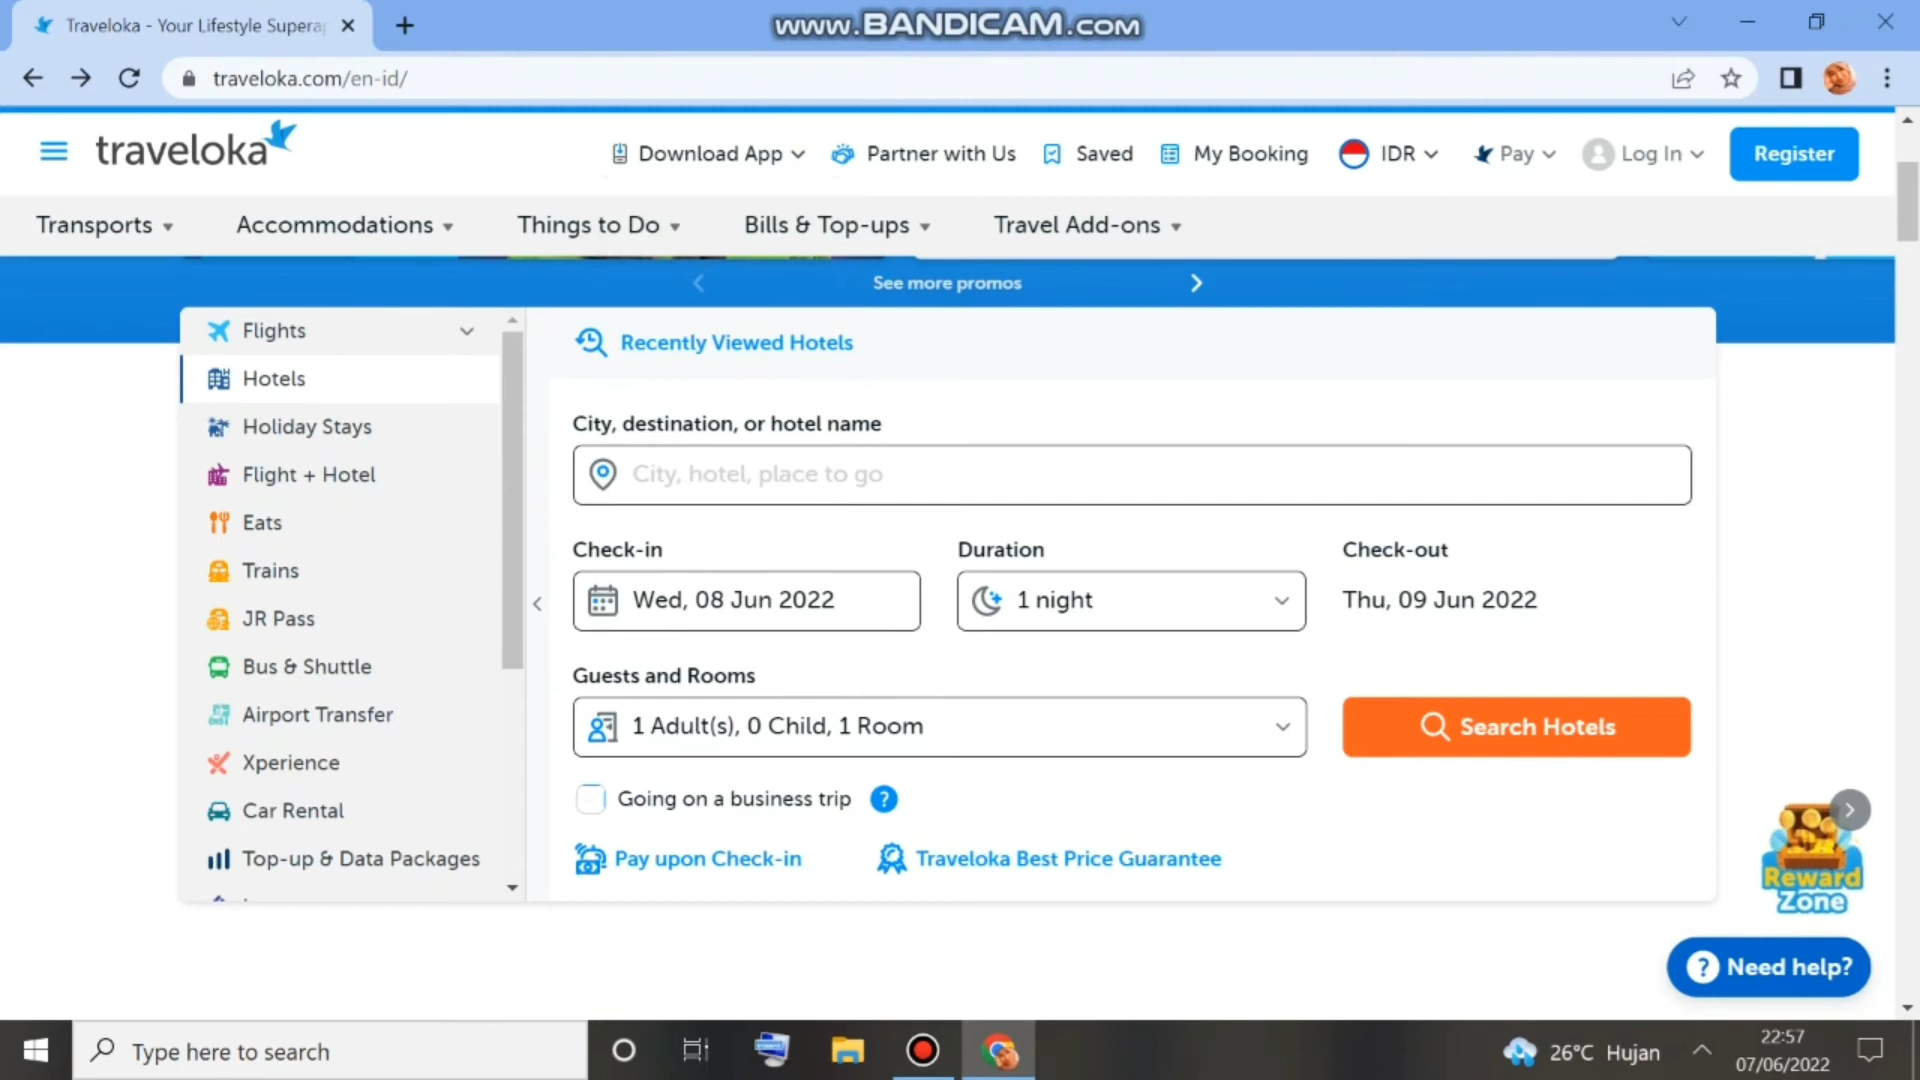 Traveloka - Your Lifestyle Supera
www.BANDICAM.com
traveloka.com/en-id/
traveloka
Download App
Partner with Us
Saved
My Booking
IDR
Pay
Log In
Register
Transports
Accommodations
Things to Do
Bills & Top-ups
Travel Add-ons
See more promos
Flights
Hotels
Holiday Stays
Flight + Hotel
Eats
Trains
JR Pass
Bus & Shuttle
Airport Transfer
Xperience
Car Rental
Top-up & Data Packages
Recently Viewed Hotels
City, destination, or hotel name
City, hotel, place to go
Check-in
Duration
Check-out
Wed, 08 Jun 2022
1 night
Thu, 09 Jun 2022
Guests and Rooms
1 Adult(s), 0 Child, 1 Room
Search Hotels
Going on a business trip
?
Pay upon Check-in
Traveloka Best Price Guarantee
Reward
Zone
? Need help?
Type here to search
26°C Hujan
22:57
07/06/2022